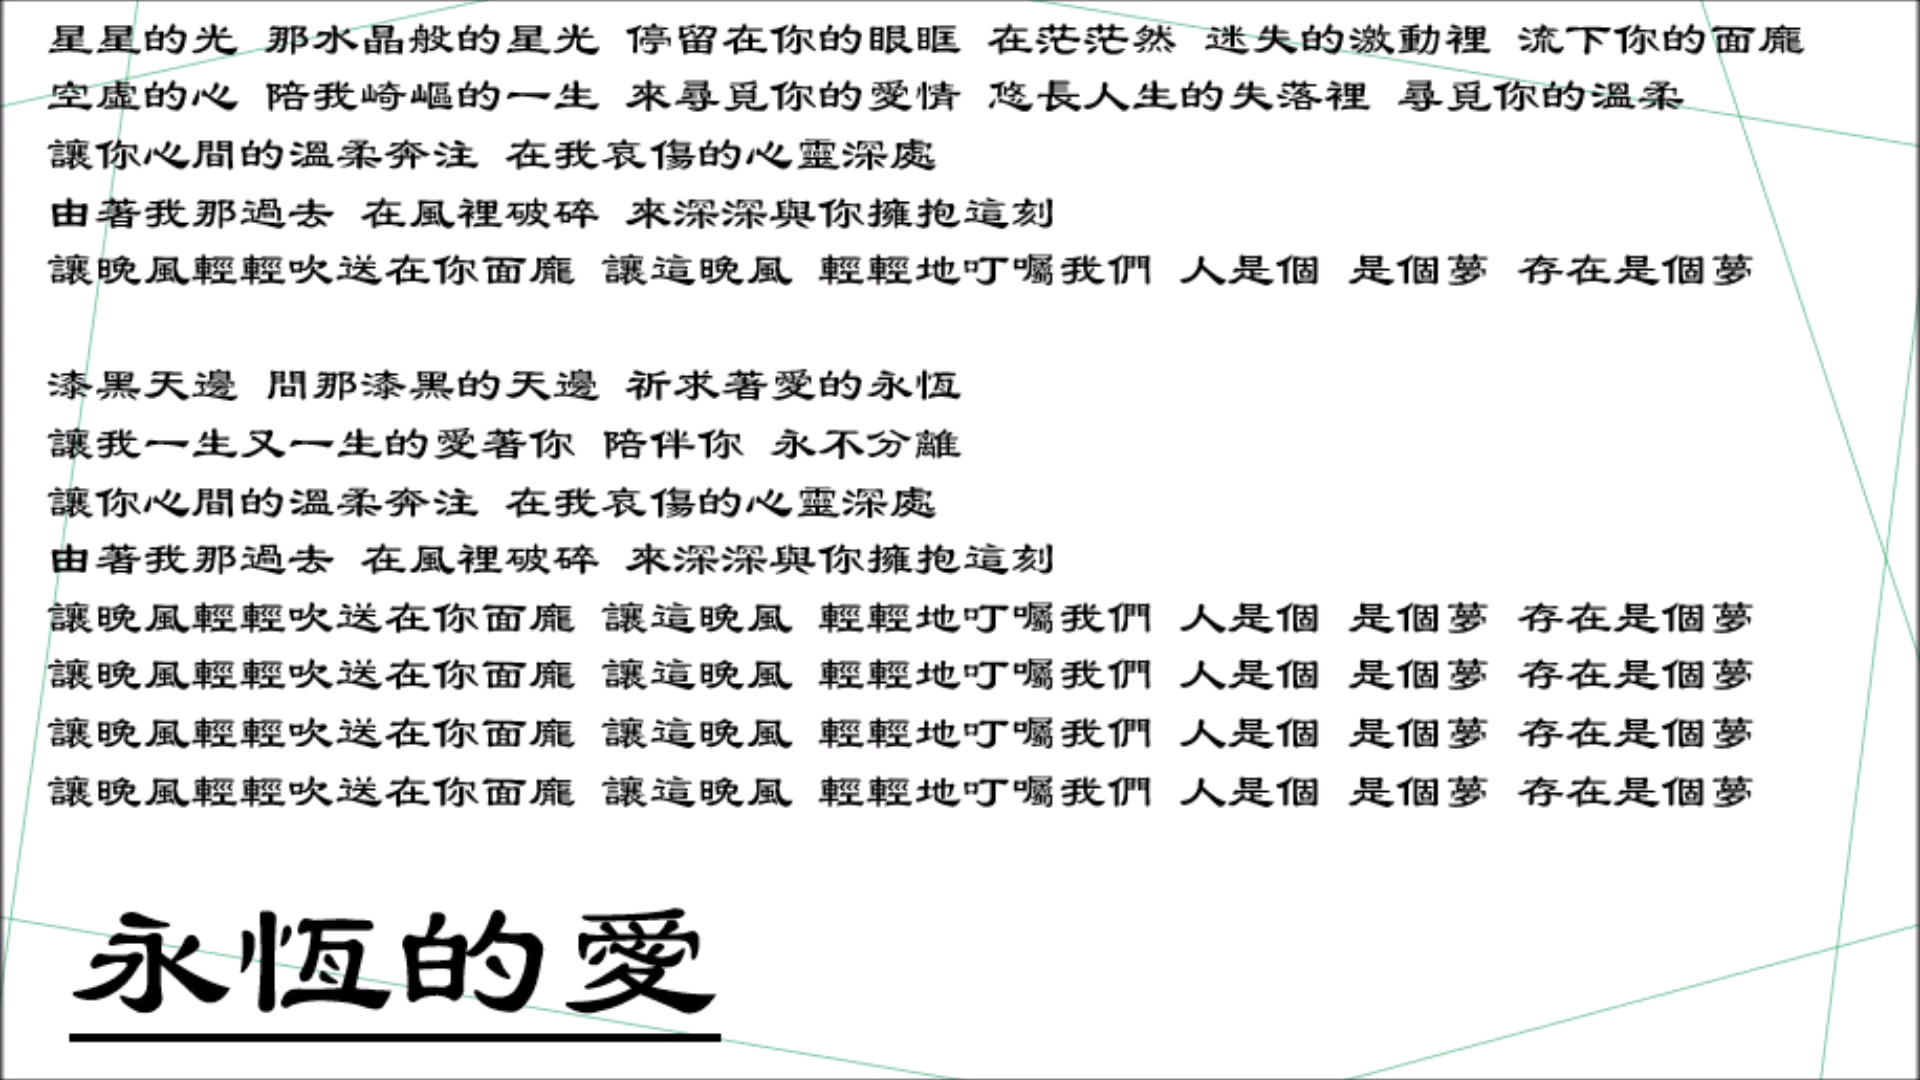 星星的光 那水晶般的星光 停留在你的眼眶 在茫茫然 迷失的激動裡 流下你的面龐
空虛的心 陪我崎嶇的一生 來尋覓你的愛情 悠長人生的失落裡 尋覓你的溫柔
讓你心間的溫柔奔注 在我哀傷的心靈深處
由著我那過去 在風裡破碎 來深深與你擁抱這刻
讓晚風輕輕吹送在你面龐 讓這晚風 輕輕地叮囑我們 人是個 是個夢 存在是個夢
漆黑天邊 問那漆黑的天邊 祈求著愛的永恆
讓我一生又一生的愛著你 陪伴你 永不分離
讓你心間的溫柔奔注 在我哀傷的心靈深處
由著我那過去 在風裡破碎 來深深與你擁抱這刻
讓晚風輕輕吹送在你面龐 讓這晚風 輕輕地叮囑我們 人是個 是個夢 存在是個夢
讓晚風輕輕吹送在你面龐 讓這晚風 輕輕地叮囑我們 人是個 是個夢 存在是個夢
讓晚風輕輕吹送在你面龐 讓這晚風 輕輕地叮囑我們 人是個 是個夢 存在是個夢
讓晚風輕輕吹送在你面龐 讓這晚風 輕輕地叮囑我們 人是個 是個夢 存在是個夢
永恆的愛